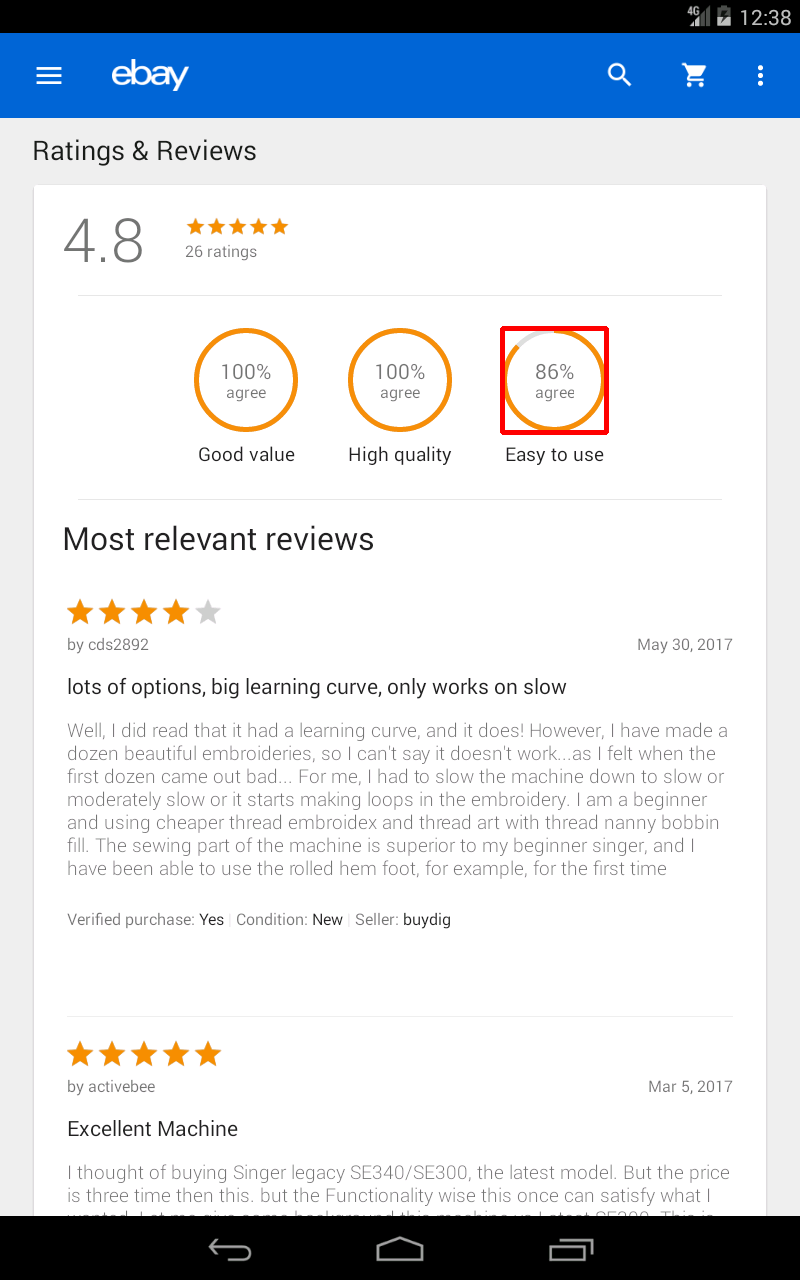 4G 12:38
ebay
Ratings & Reviews
4.8
26 ratings
100% agree
100% agree
86% agree
Good value
High quality
Easy to use
Most relevant reviews
by cds2892
May 30, 2017
lots of options, big learning curve, only works on slow
Well, I did read that it had a learning curve, and it does! However, I have made a
dozen beautiful embroideries, so I can't say it doesn't work...as I felt when the
first dozen came out bad... For me, I had to slow the machine down to slow or
moderately slow or it starts making loops in the embroidery. I am a beginner
and using cheaper thread embroidex and thread art with thread nanny bobbin
fill. The sewing part of the machine is superior to my beginner singer, and I
have been able to use the rolled hem foot, for example, for the first time
Verified purchase: Yes | Condition: New | Seller: buydig
by activebee
Mar 5, 2017
Excellent Machine
I thought of buying Singer legacy SE340/SE300, the latest model. But the price
is three time then this. but the Functionality wise this once can satisfy what I